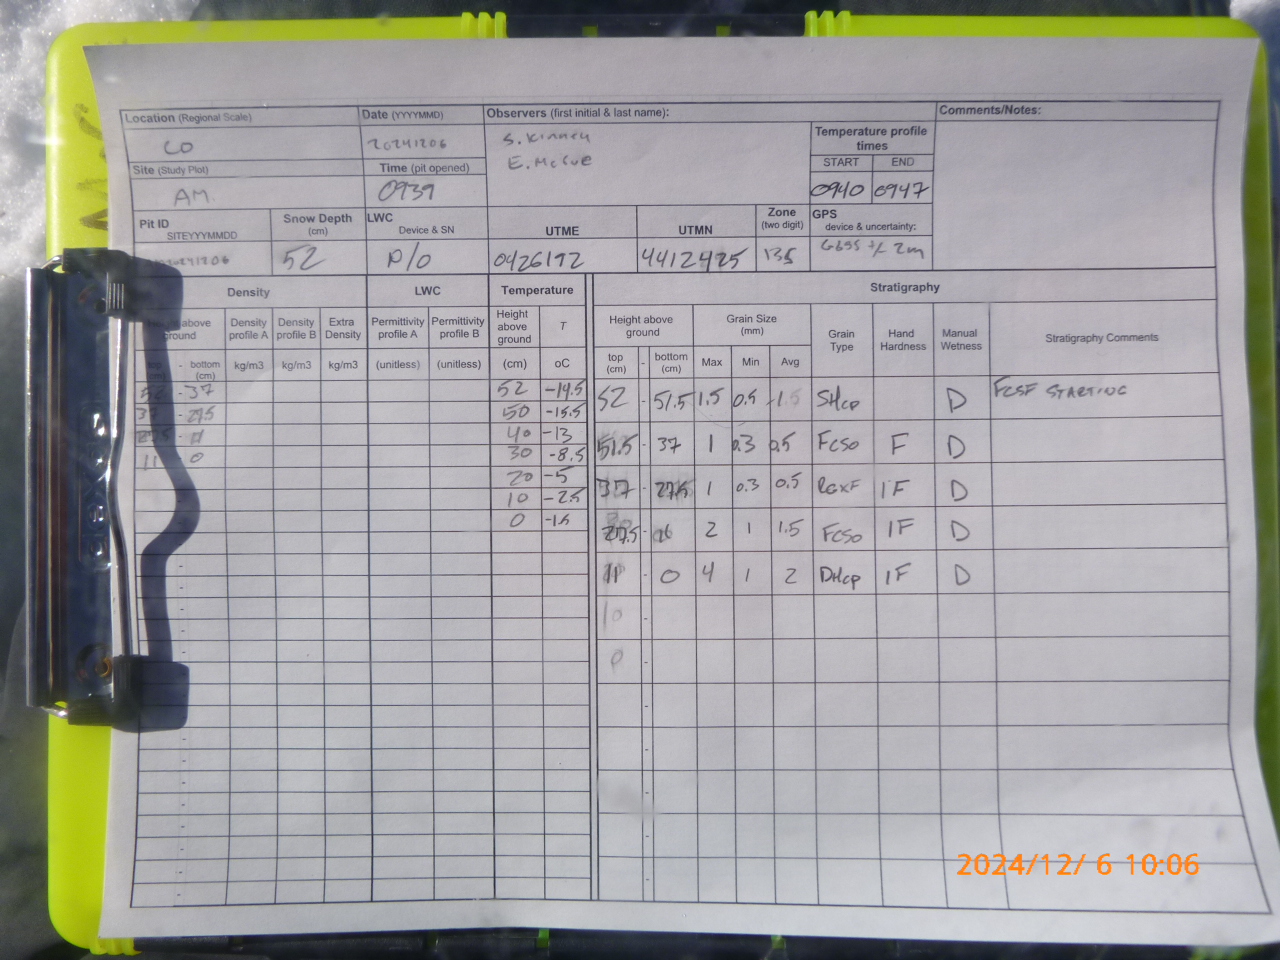 Location (Regional Scale) Date (YYYYMMD) Observers (first initial & last name): Comments/Notes:
CO 20241206 S. Kinney
E. McCue
Temperature profile times
START END
0940 0947
Site (Study Plot) Time (pit opened)
AM 0939
Pit ID Snow Depth LWC UTME UTMN Zone GPS
SITEYYYMMDD (cm) Device & SN (two digit) device & uncertainty:
20241206 52 P/O 0426172 4412425 13S G65S +/- 2m
Density LWC Temperature Stratigraphy
Height above ground Density profile A Density profile B Extra Density Permittivity profile A Permittivity profile B Height above ground T Height above ground Grain Size (mm) Grain Type Hand Hardness Manual Wetness Stratigraphy Comments
top (cm) - bottom (cm) kg/m3 kg/m3 kg/m3 (unitless) (unitless) (cm) oC top (cm) - bottom (cm) Max Min Avg
52 - 37 52 -14.5 52 - 51.5 1.5 0.5 SHcp D FCSF STARTING
37 - 27.5 50 -15.5
27.5 - 11 40 -13 51.5 - 37 1 0.3 0.5 FCSO F D
11 0 30 -8.5
20 -5 37 - 27.5 1 0.3 0.5 RGXF 1F D
10 -2.5
0 -1.5 27.5 - 2 1 1.5 FCSO 1F D
11 - 0 4 1 2 DHcp 1F D
10
0
2024/12/ 6 10:06